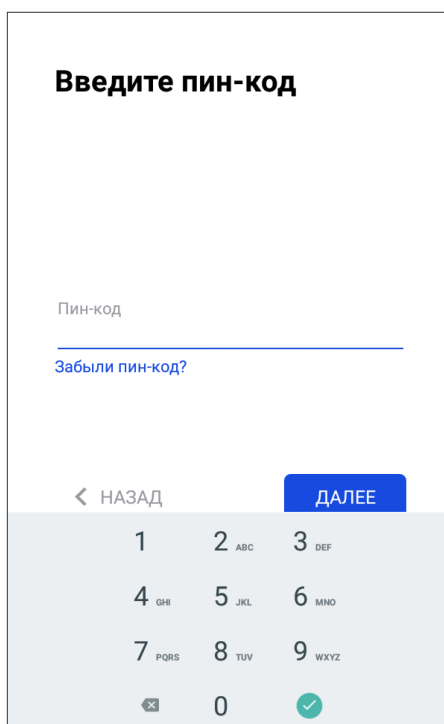 Введите пин-код
Пин-код
Забыли пин-код?
НАЗАД ДАЛЕЕ
1 2 ABC 3 DEF
4 GHI 5 JKL 6 MNO
7 PQRS 8 TUV 9 WXYZ
0